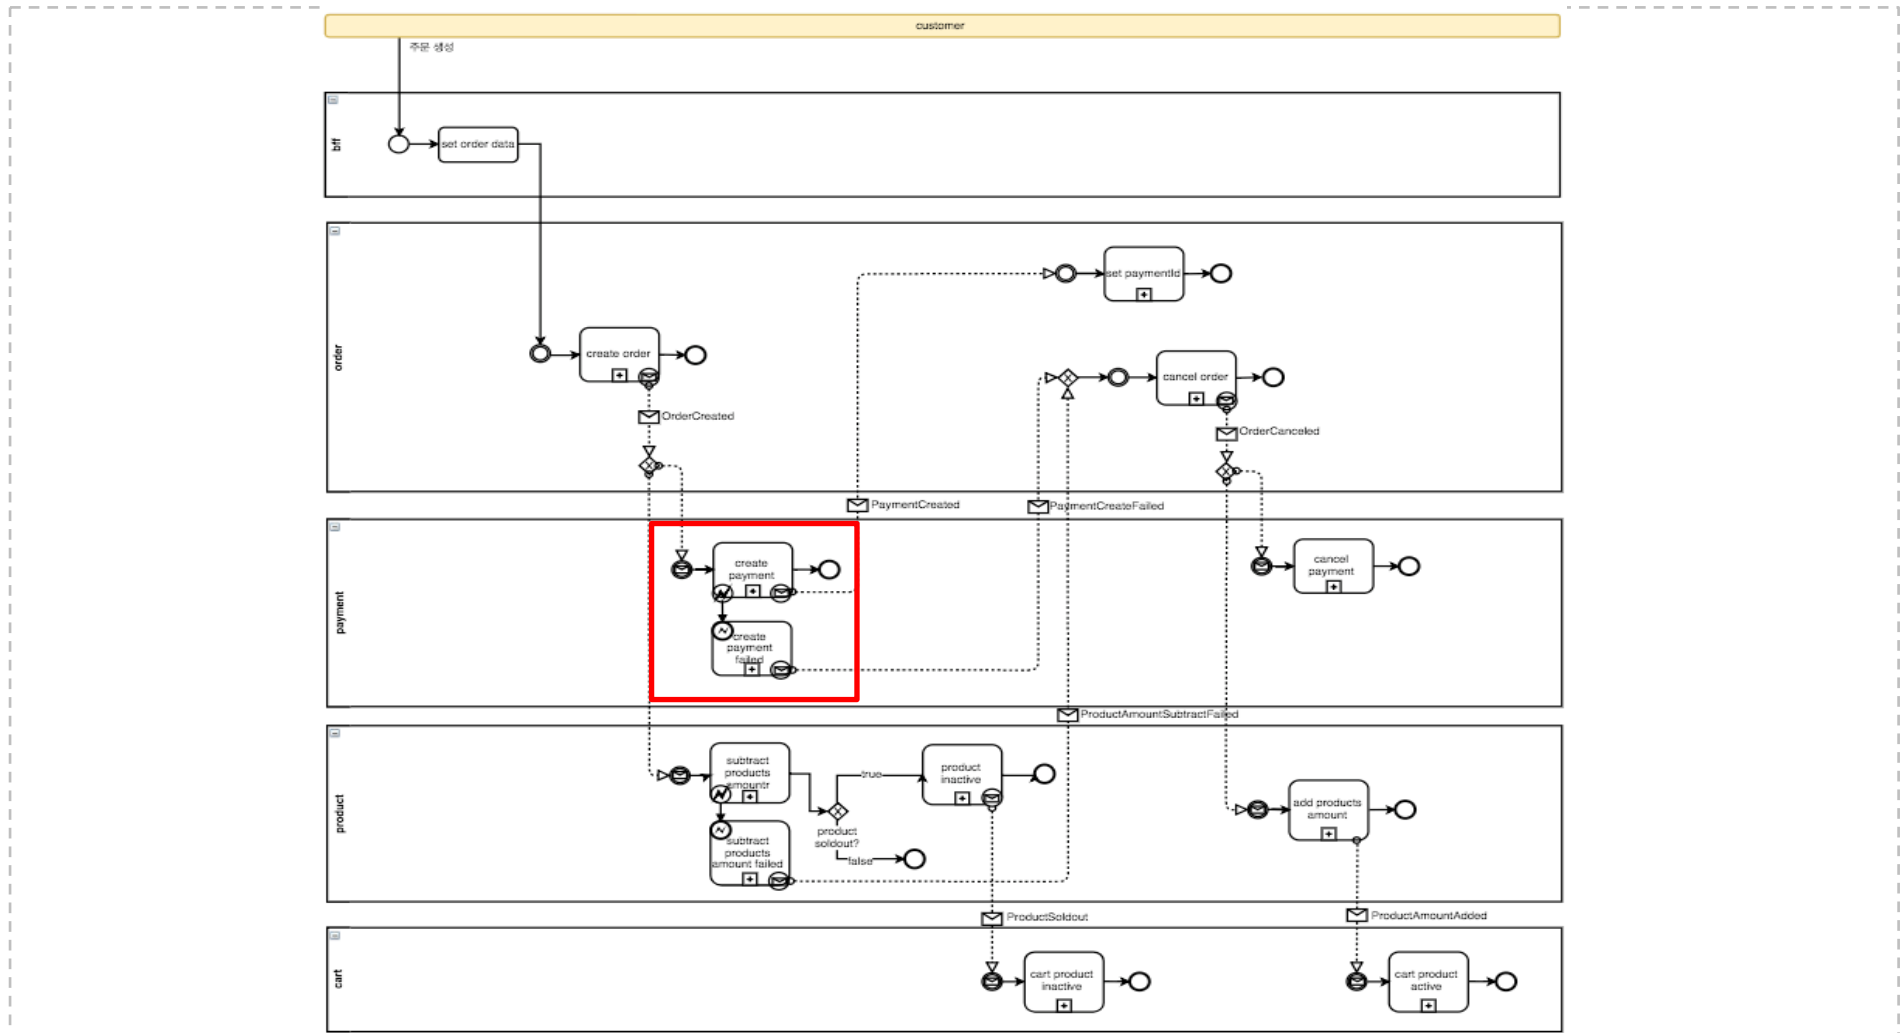 customer
주문 생성
bff
set order data
order
set paymentId
create order
cancel order
OrderCreated
OrderCanceled
PaymentCreated
PaymentCreateFailed
payment
create
payment
cancel
payment
create
payment
failed
ProductAmountSubtractFailed
product
subtract
products
amountr
true
product
inactive
add products
amount
product
soldout?
false
subtract
products
amount failed
ProductSoldout
ProductAmountAdded
cart
cart product
inactive
cart product
active